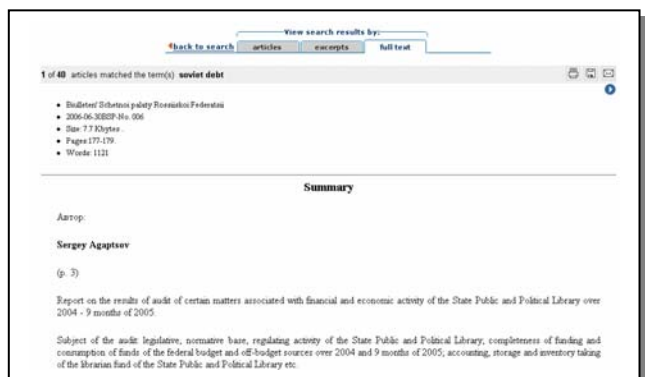 View search results by:
back to search articles excerpts full text
1 of 40 articles matched the term(s) soviet debt
• Biulleten' Schetnoi palaty Rossiiskoi Federatsii
• 2006-06-30BSP-No. 006
• Size: 7.7 Kbytes .
• Pages:177-179.
• Words: 1121
Summary
Автор:
Sergey Agaptsov
(p. 3)
Report on the results of audit of certain matters associated with financial and economic activity of the State Public and Political Library over
2004 - 9 months of 2005.
Subject of the audit: legislative, normative base, regulating activity of the State Public and Political Library; completeness of funding and
consumption of funds of the federal budget and off-budget sources over 2004 and 9 months of 2005; accounting, storage and inventory taking
of the librarian fund of the State Public and Political Library etc.